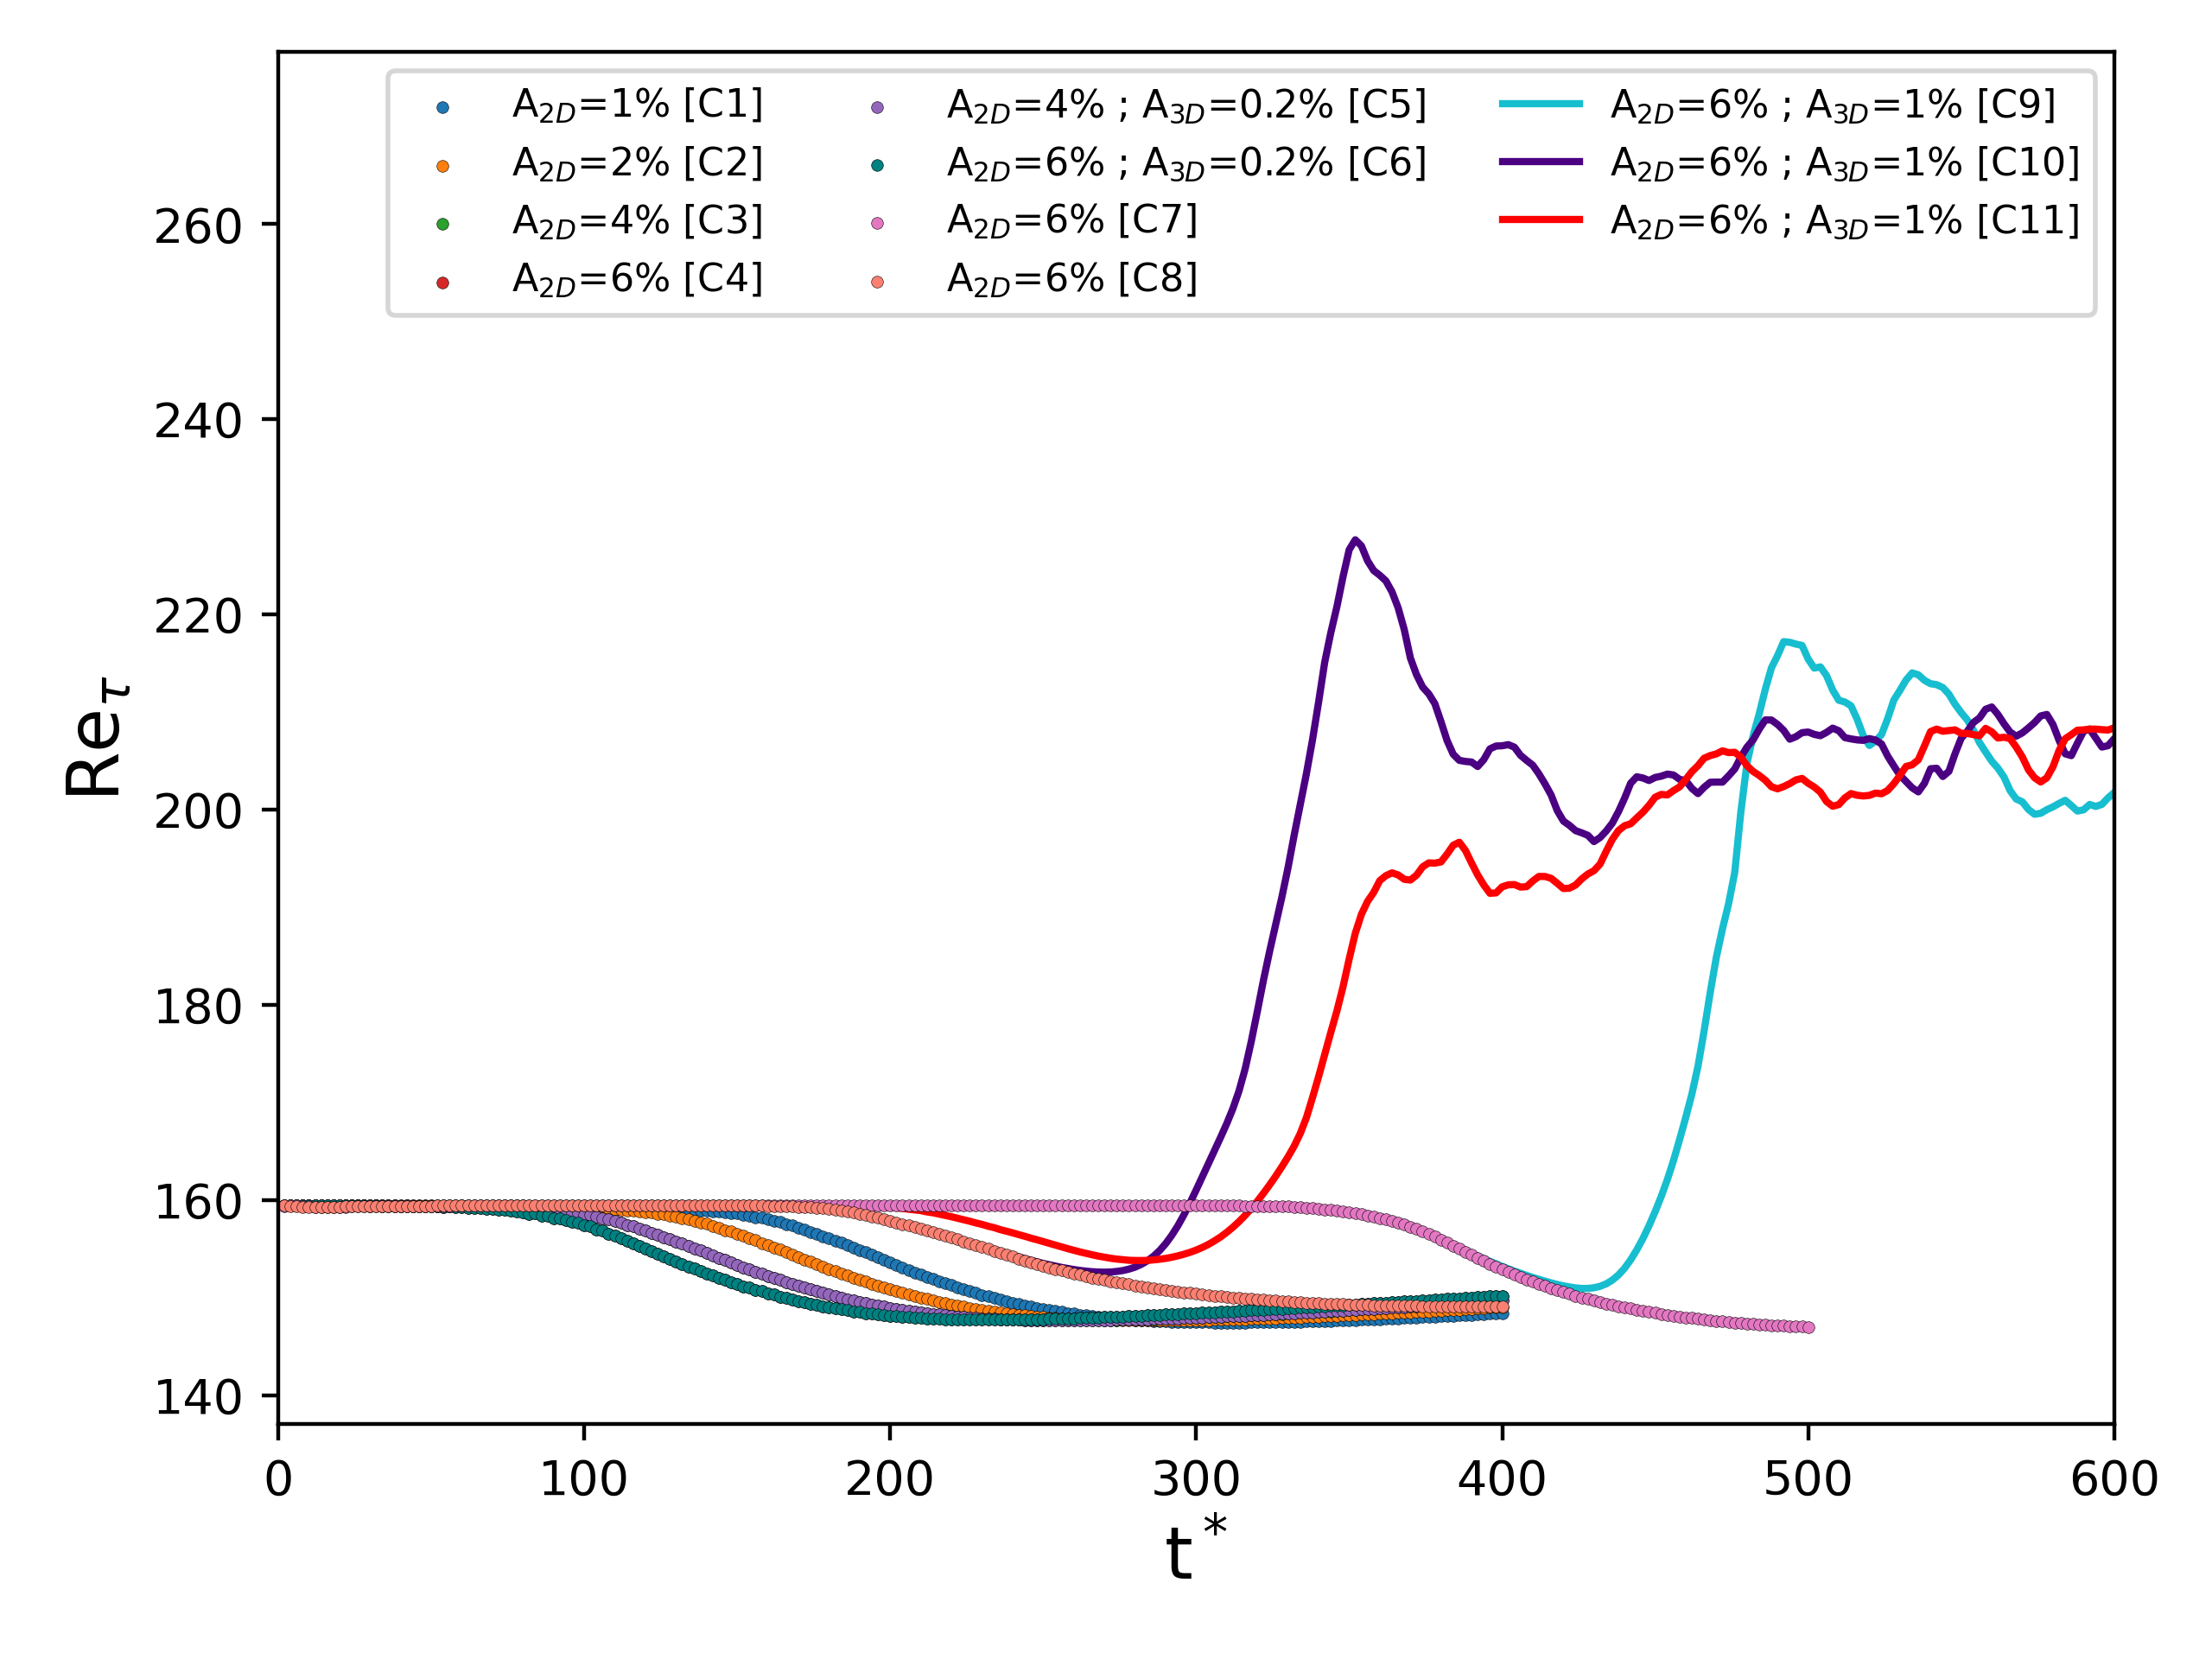 A2D=1% [C1]
A2D=2% [C2]
A2D=4% [C3]
A2D=6% [C4]
A2D=4% ; A3D=0.2% [C5]
A2D=6% ; A3D=0.2% [C6]
A2D=6% [C7]
A2D=6% [C8]
A2D=6% ; A3D=1% [C9]
A2D=6% ; A3D=1% [C10]
A2D=6% ; A3D=1% [C11]
260
240
220
200
180
160
140
Reτ
0 100 200 300 400 500 600
t*